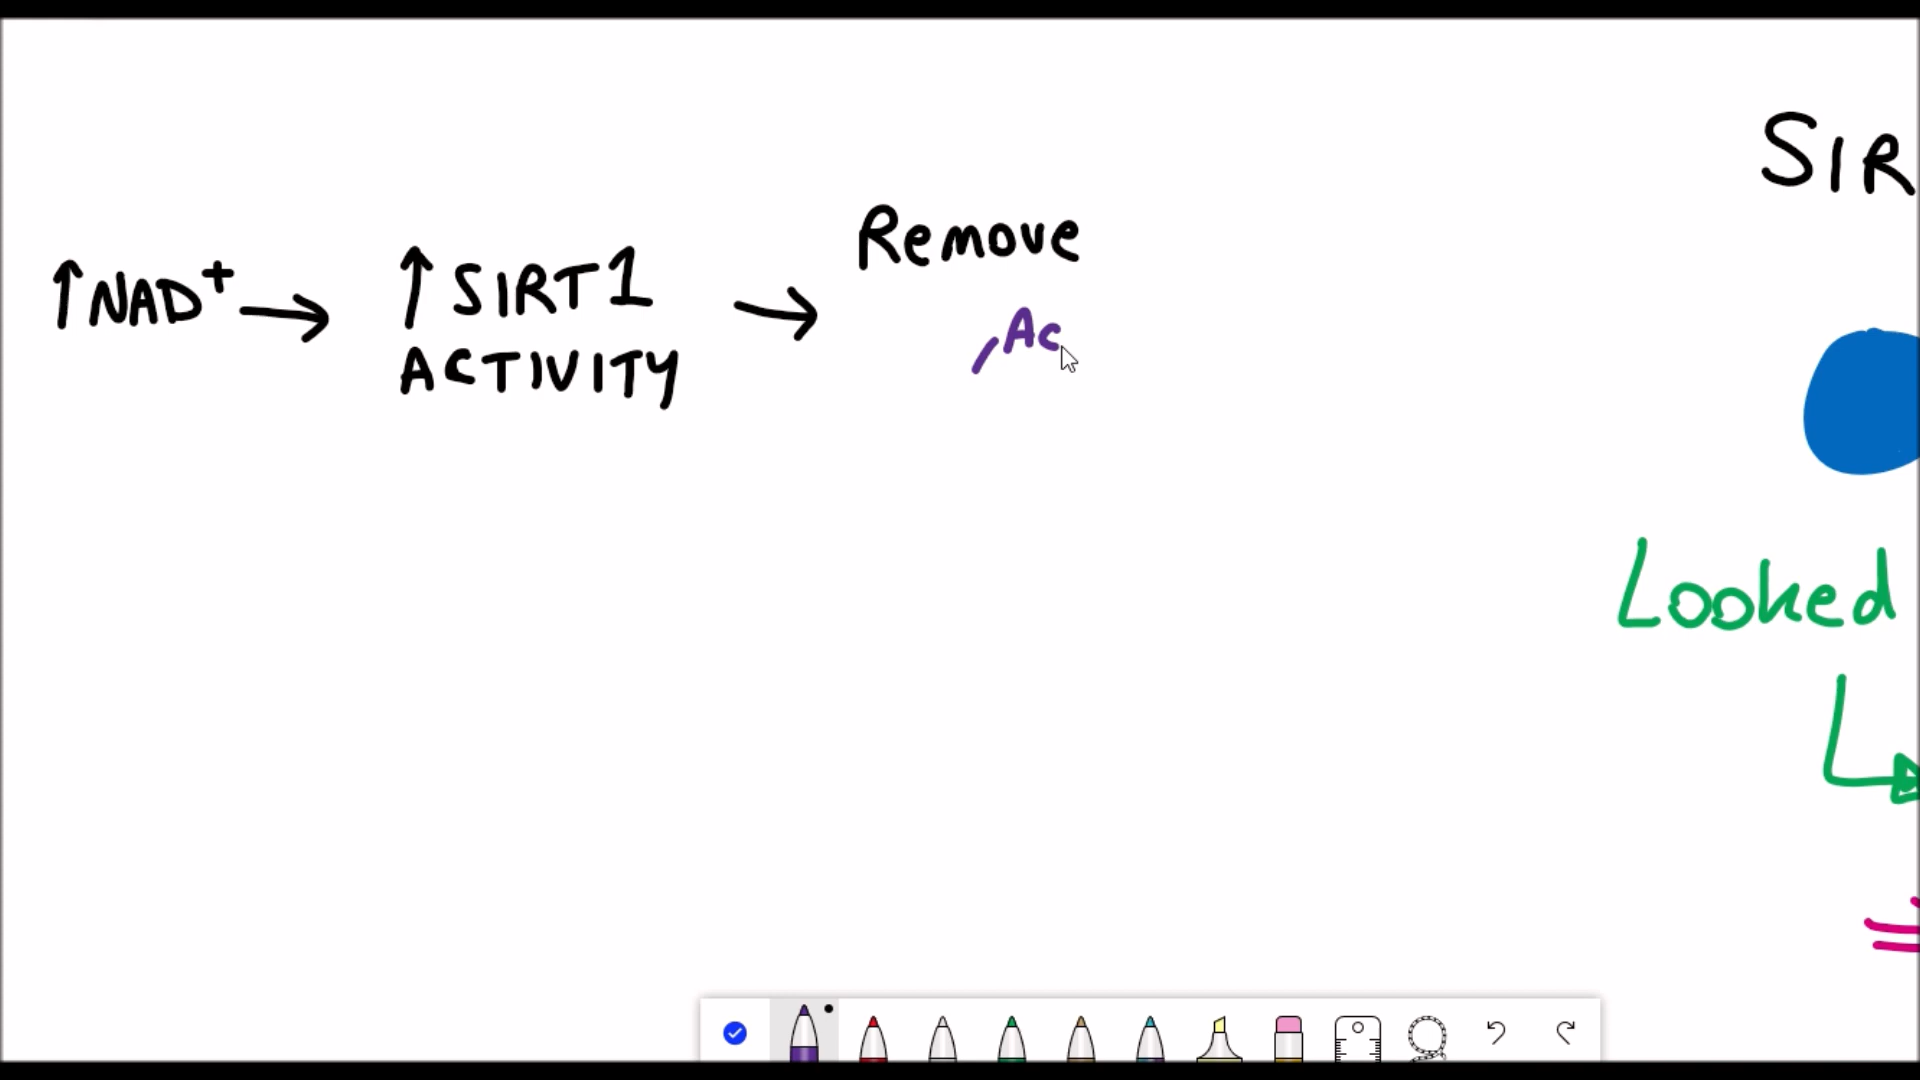 ↑NAD⁺ → ↑ SIRT1 → Remove
ACTIVITY
Ac
SIR
Looked